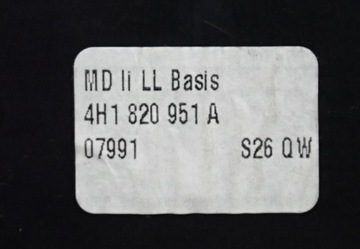 MD li LL Basis
4H1 820 951 A
07991 S26 QW